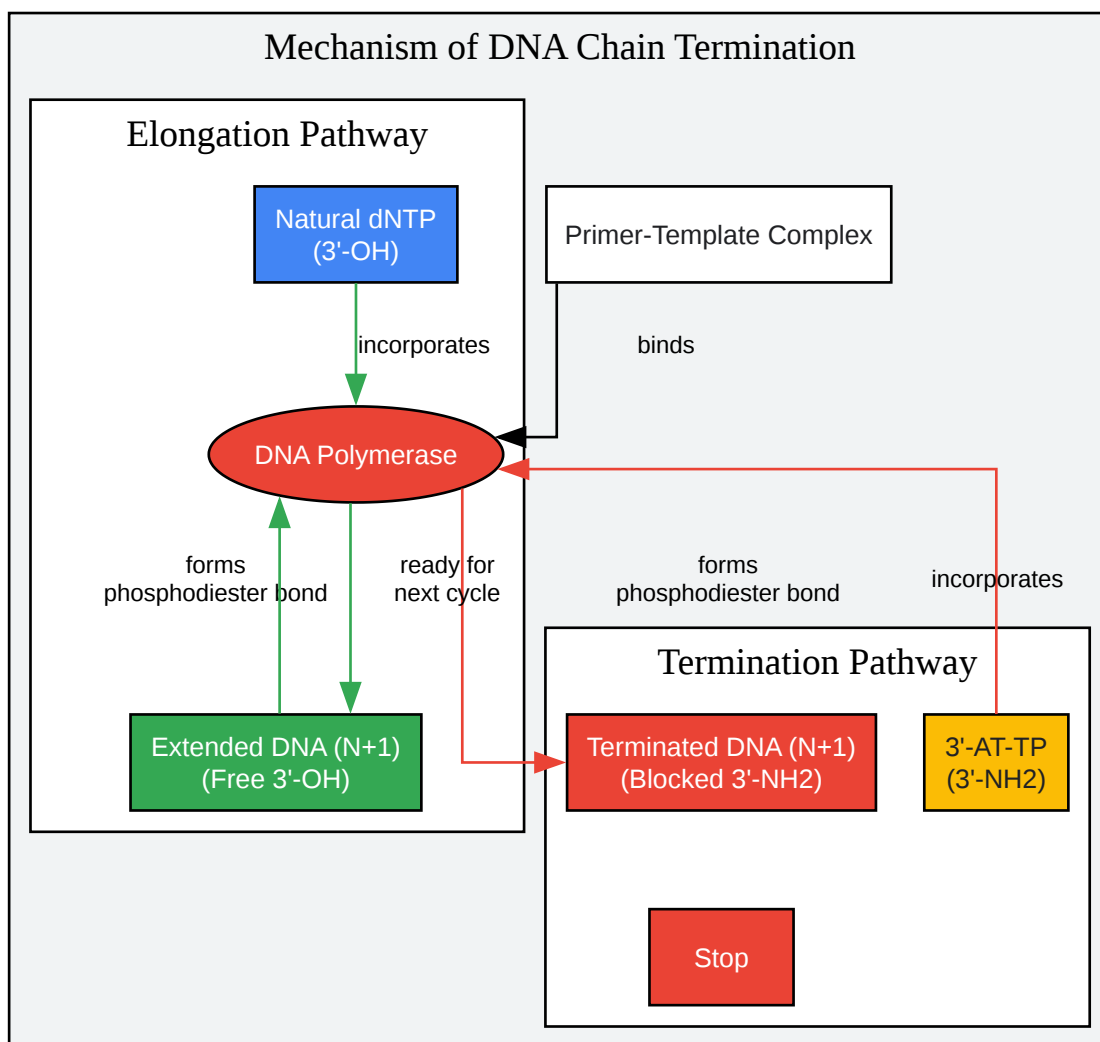 Mechanism of DNA Chain Termination
Elongation Pathway
Natural dNTP
(3'-OH)
Primer-Template Complex
incorporates
binds
DNA Polymerase
forms
phosphodiester bond
ready for
next cycle
forms
phosphodiester bond
incorporates
Termination Pathway
Extended DNA (N+1)
(Free 3'-OH)
Terminated DNA (N+1)
(Blocked 3'-NH2)
3'-AT-TP
(3'-NH2)
Stop